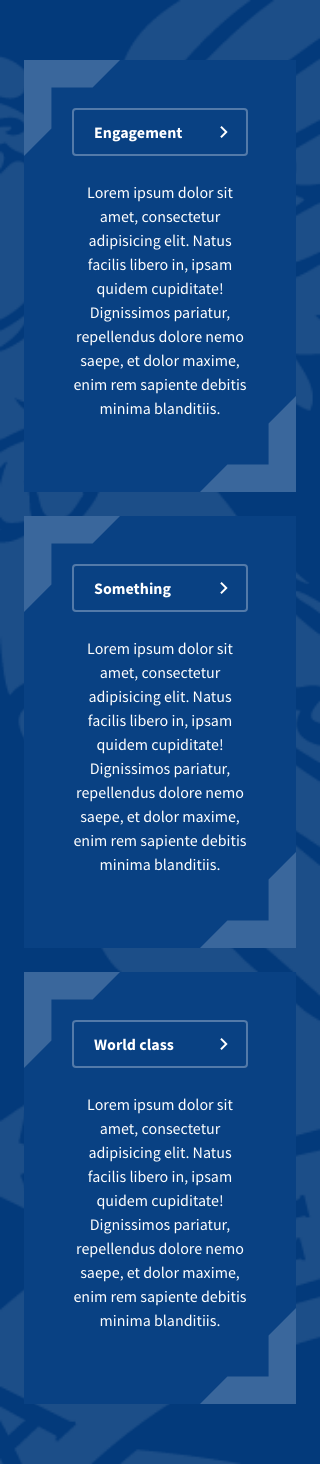 Engagement
Lorem ipsum dolor sit
amet, consectetur
adipisicing elit. Natus
facilis libero in, ipsam
quidem cupiditate!
Dignissimos pariatur,
repellendus dolore nemo
saepe, et dolor maxime,
enim rem sapiente debitis
minima blanditiis.
Something
Lorem ipsum dolor sit
amet, consectetur
adipisicing elit. Natus
facilis libero in, ipsam
quidem cupiditate!
Dignissimos pariatur,
repellendus dolore nemo
saepe, et dolor maxime,
enim rem sapiente debitis
minima blanditiis.
World class
Lorem ipsum dolor sit
amet, consectetur
adipisicing elit. Natus
facilis libero in, ipsam
quidem cupiditate!
Dignissimos pariatur,
repellendus dolore nemo
saepe, et dolor maxime,
enim rem sapiente debitis
minima blanditiis.